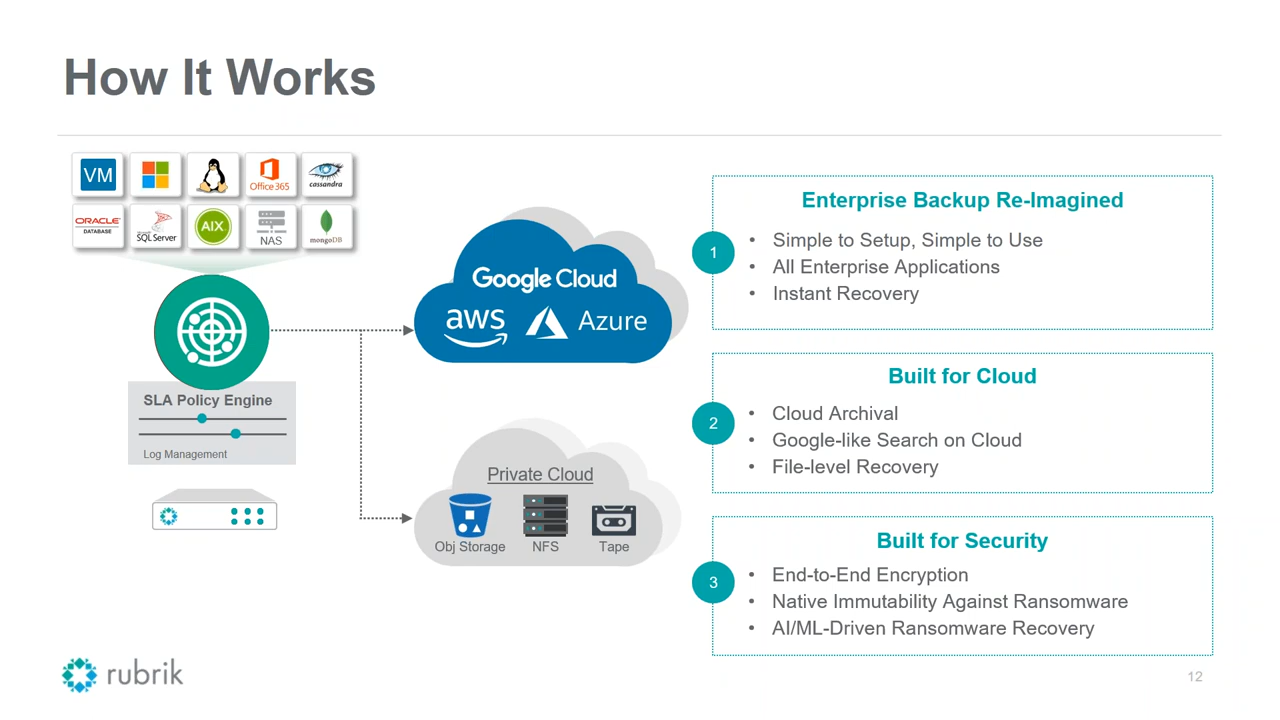 How It Works
VM
Office 365
cassandra
ORACLE
DATABASE
Microsoft
SQL Server
AIX
NAS
mongoDB
SLA Policy Engine
Log Management
Google Cloud
aws
Azure
Private Cloud
Obj Storage
NFS
Tape
1
Enterprise Backup Re-Imagined
• Simple to Setup, Simple to Use
• All Enterprise Applications
• Instant Recovery
2
Built for Cloud
• Cloud Archival
• Google-like Search on Cloud
• File-level Recovery
3
Built for Security
• End-to-End Encryption
• Native Immutability Against Ransomware
• AI/ML-Driven Ransomware Recovery
rubrik
12